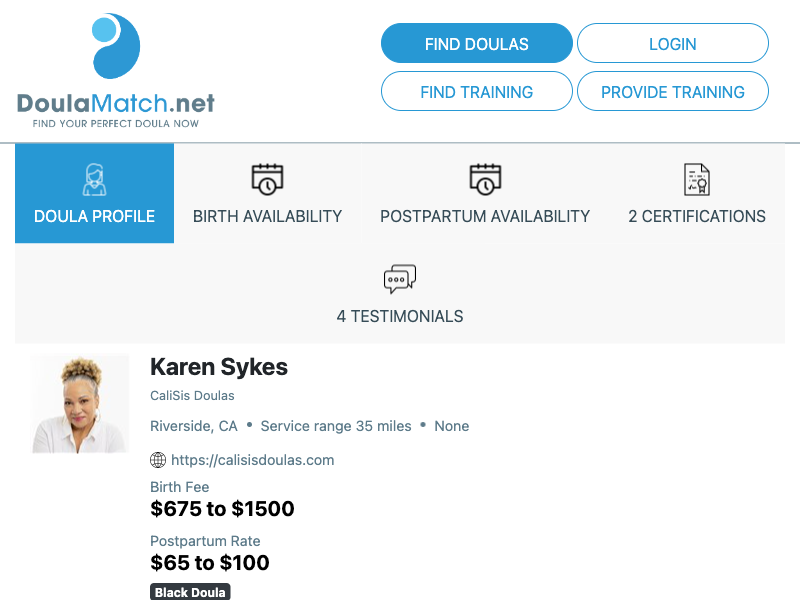 DoulaMatch.net
FIND YOUR PERFECT DOULA NOW
FIND DOULAS
LOGIN
FIND TRAINING
PROVIDE TRAINING
DOULA PROFILE
BIRTH AVAILABILITY
POSTPARTUM AVAILABILITY
2 CERTIFICATIONS
4 TESTIMONIALS
Karen Sykes
CaliSis Doulas
Riverside, CA • Service range 35 miles • None
https://calisisdoulas.com
Birth Fee
$675 to $1500
Postpartum Rate
$65 to $100
Black Doula